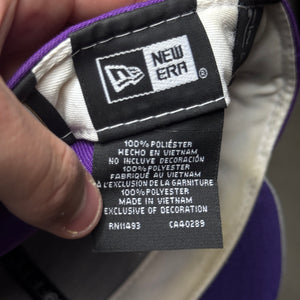 NEW
ERA
®
100% POLIÉSTER
HECHO EN VIETNAM
NO INCLUYE DECORACIÓN
100% POLYESTER
FABRIQUÉ AU VIETNAM
À L'EXCLUSION DE LA GARNITURE
100% POLYESTER
MADE IN VIETNAM
EXCLUSIVE OF DECORATION
RN11493 CA40289